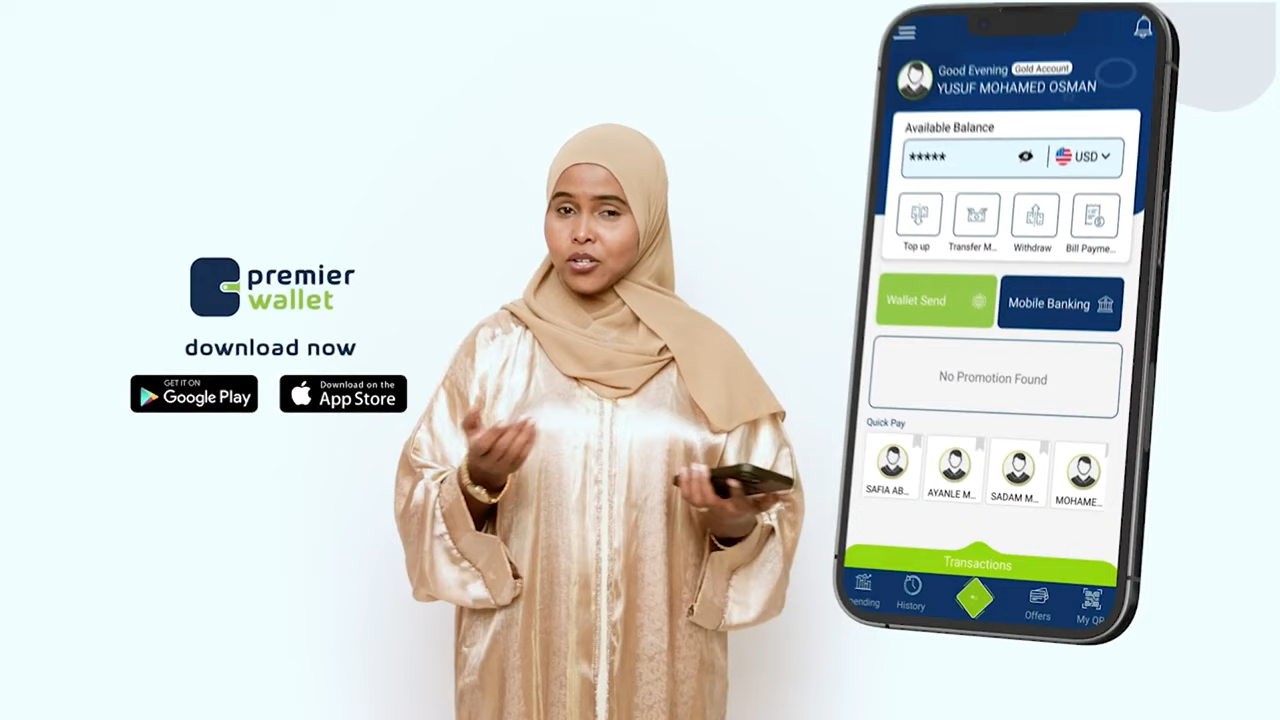 premier
wallet
download now
GET IT ON
Google Play
Download on the
App Store
Good Evening Gold Account
YUSUF MOHAMED OSMAN
Available Balance
***** USD
Top up
Transfer M...
Withdraw
Bill Payme...
Wallet Send
Mobile Banking
No Promotion Found
Quick Pay
SAFIA AB...
AYANLE M...
SADAM M...
MOHAME...
Transactions
ending
History
Offers
My QR